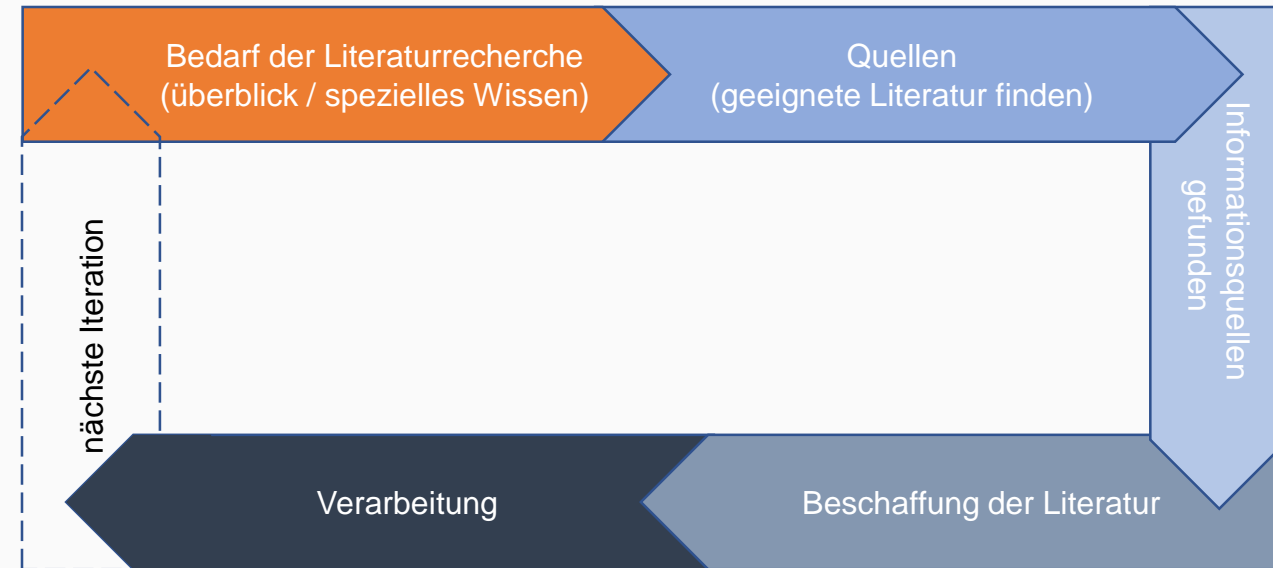 Bedarf der Literaturrecherche
(überblick / spezielles Wissen)
Quellen
(geeignete Literatur finden)
Informationsquellen
gefunden
Beschaffung der Literatur
Verarbeitung
nächste Iteration